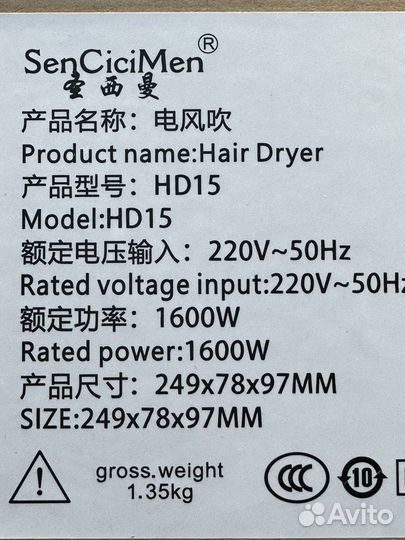 SenCiciMen®
圣西曼
产品名称：电风吹
Product name:Hair Dryer
产品型号：HD15
Model:HD15
额定电压输入：220V~50Hz
Rated voltage input:220V~50Hz
额定功率：1600W
Rated power:1600W
产品尺寸：249x78x97MM
SIZE:249x78x97MM
gross.weight
1.35kg
CCC
10
Avito